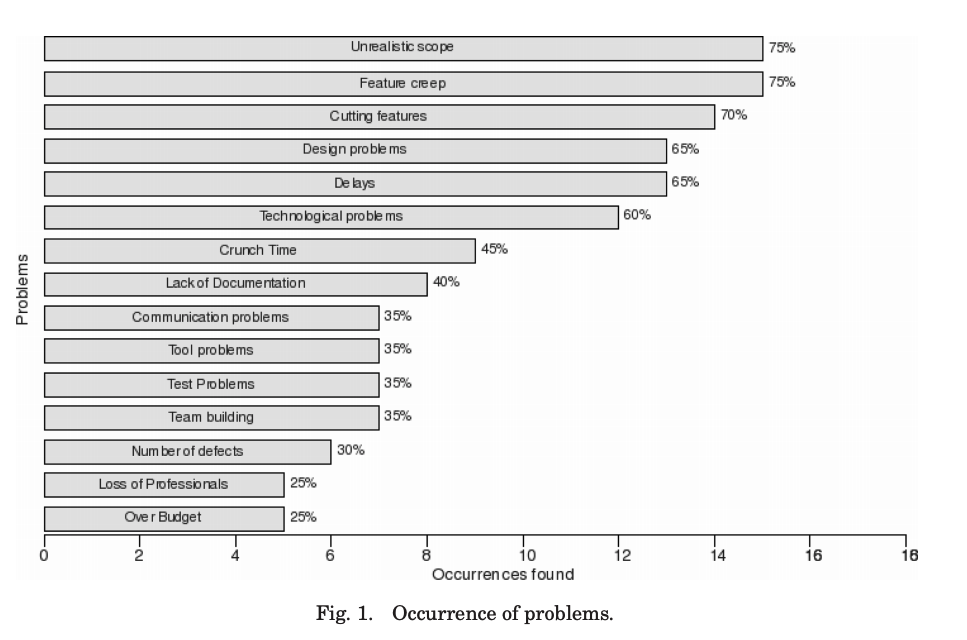 Unrealistic scope 75%
Feature creep 75%
Cutting features 70%
Design problems 65%
Delays 65%
Technological problems 60%
Crunch Time 45%
Lack of Documentation 40%
Communication problems 35%
Tool problems 35%
Test Problems 35%
Team building 35%
Number of defects 30%
Loss of Professionals 25%
Over Budget 25%
Problems
0 2 4 6 8 10 12 14 16 18
Occurrences found
Fig. 1. Occurrence of problems.